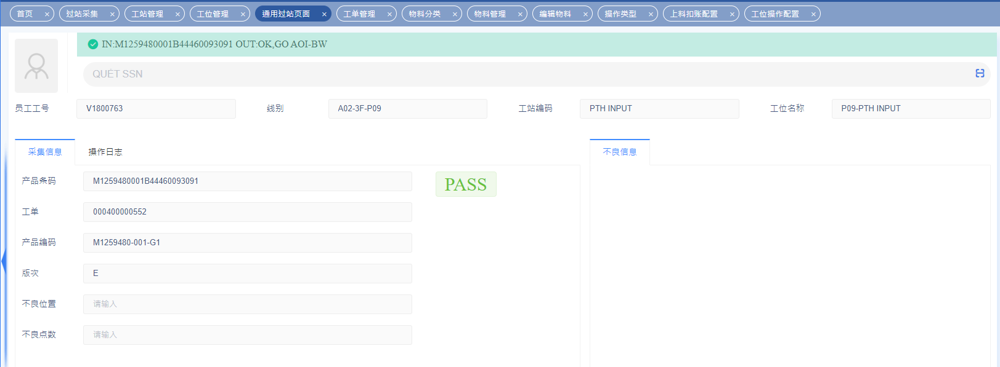 首页 × 过站采集 × 工站管理 × 工位管理 × 通用过站页面 × 工单管理 × 物料分类 × 物料管理 × 编辑物料 × 操作类型 × 上料扣账配置 × 工位操作配置 ×
IN:M1259480001B44460093091 OUT:OK,GO AOI-BW
QUÉT SSN
员工工号 V1800763 线别 A02-3F-P09 工站编码 PTH INPUT 工位名称 P09-PTH INPUT
采集信息 操作日志 不良信息
产品条码 M1259480001B44460093091 PASS
工单 000400000552
产品编码 M1259480-001-G1
版次 E
不良位置 请输入
不良点数 请输入